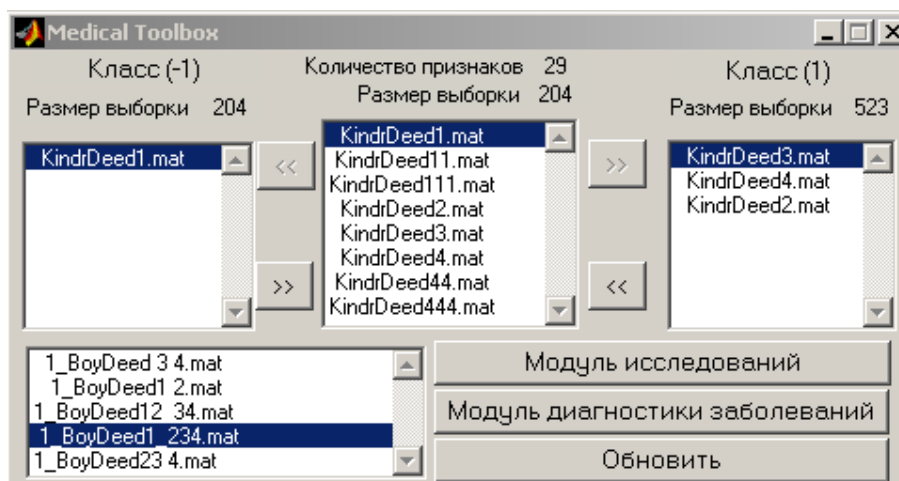 Medical Toolbox
Класс (-1)
Размер выборки 204
Количество признаков 29
Размер выборки 204
Класс (1)
Размер выборки 523
KindrDeed1.mat
<<
>>
KindrDeed1.mat
KindrDeed11.mat
KindrDeed111.mat
KindrDeed2.mat
KindrDeed3.mat
KindrDeed4.mat
KindrDeed44.mat
KindrDeed444.mat
>>
<<
KindrDeed3.mat
KindrDeed4.mat
KindrDeed2.mat
1_BoyDeed 3 4.mat
1_BoyDeed1 2.mat
1_BoyDeed12 34.mat
1_BoyDeed1_234.mat
1_BoyDeed23 4.mat
Модуль исследований
Модуль диагностики заболеваний
Обновить